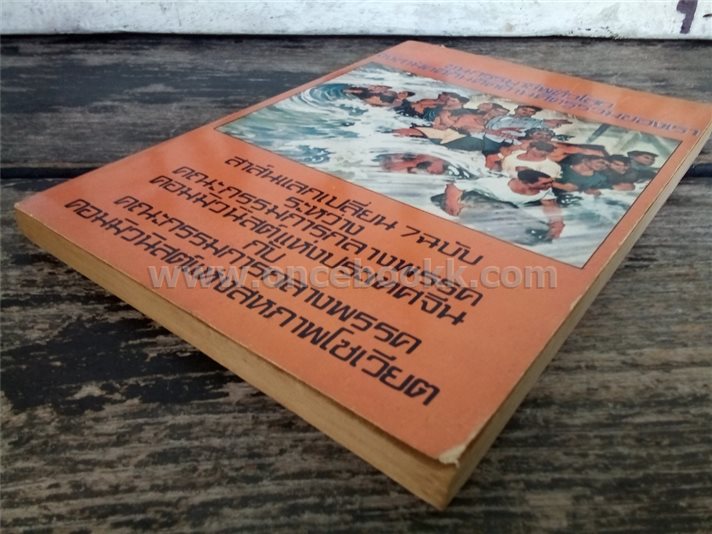 สาส์นแลกเปลี่ยน 7 ฉบับ
ระหว่าง
คณะกรรมการกลางพรรค
คอมมิวนิสต์แห่งประเทศจีน
กับ
คณะกรรมการกลางพรรค
คอมมิวนิสต์แห่งสหภาพโซเวียต
www.oncebookk.com